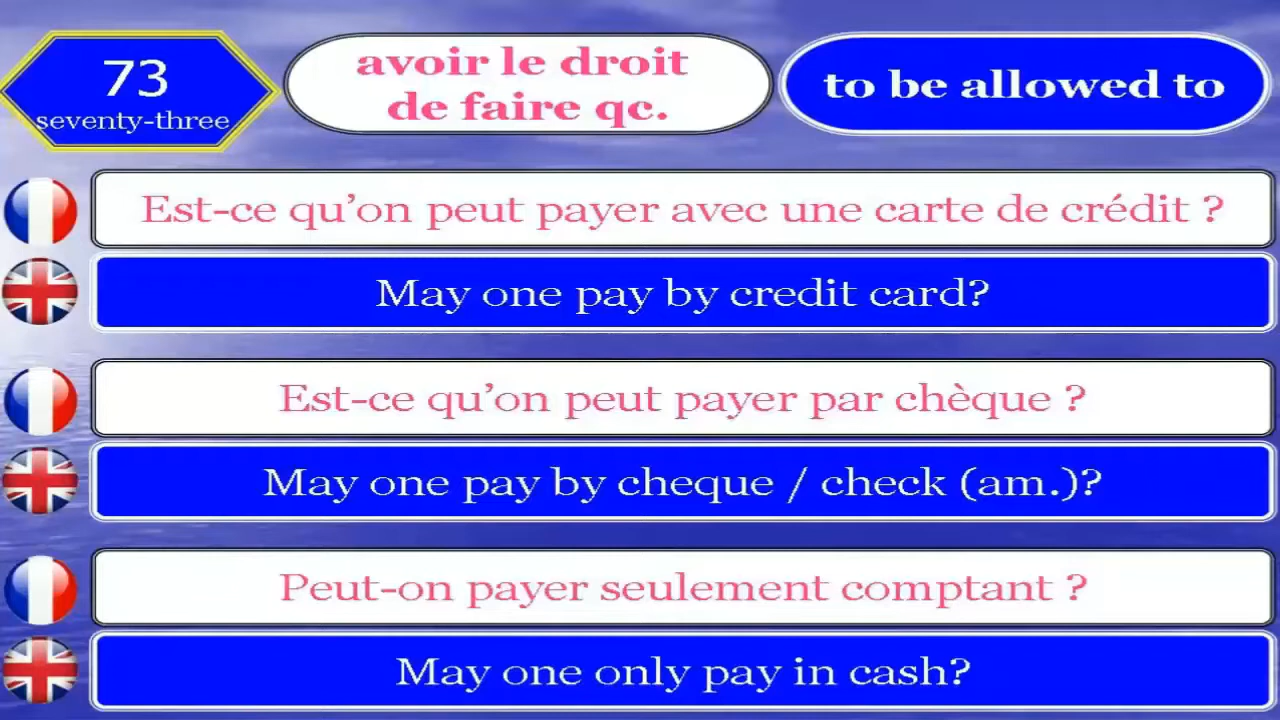 73
seventy-three
avoir le droit
de faire qc.
to be allowed to
Est-ce qu’on peut payer avec une carte de crédit ?
May one pay by credit card?
Est-ce qu’on peut payer par chèque ?
May one pay by cheque / check (am.)?
Peut-on payer seulement comptant ?
May one only pay in cash?